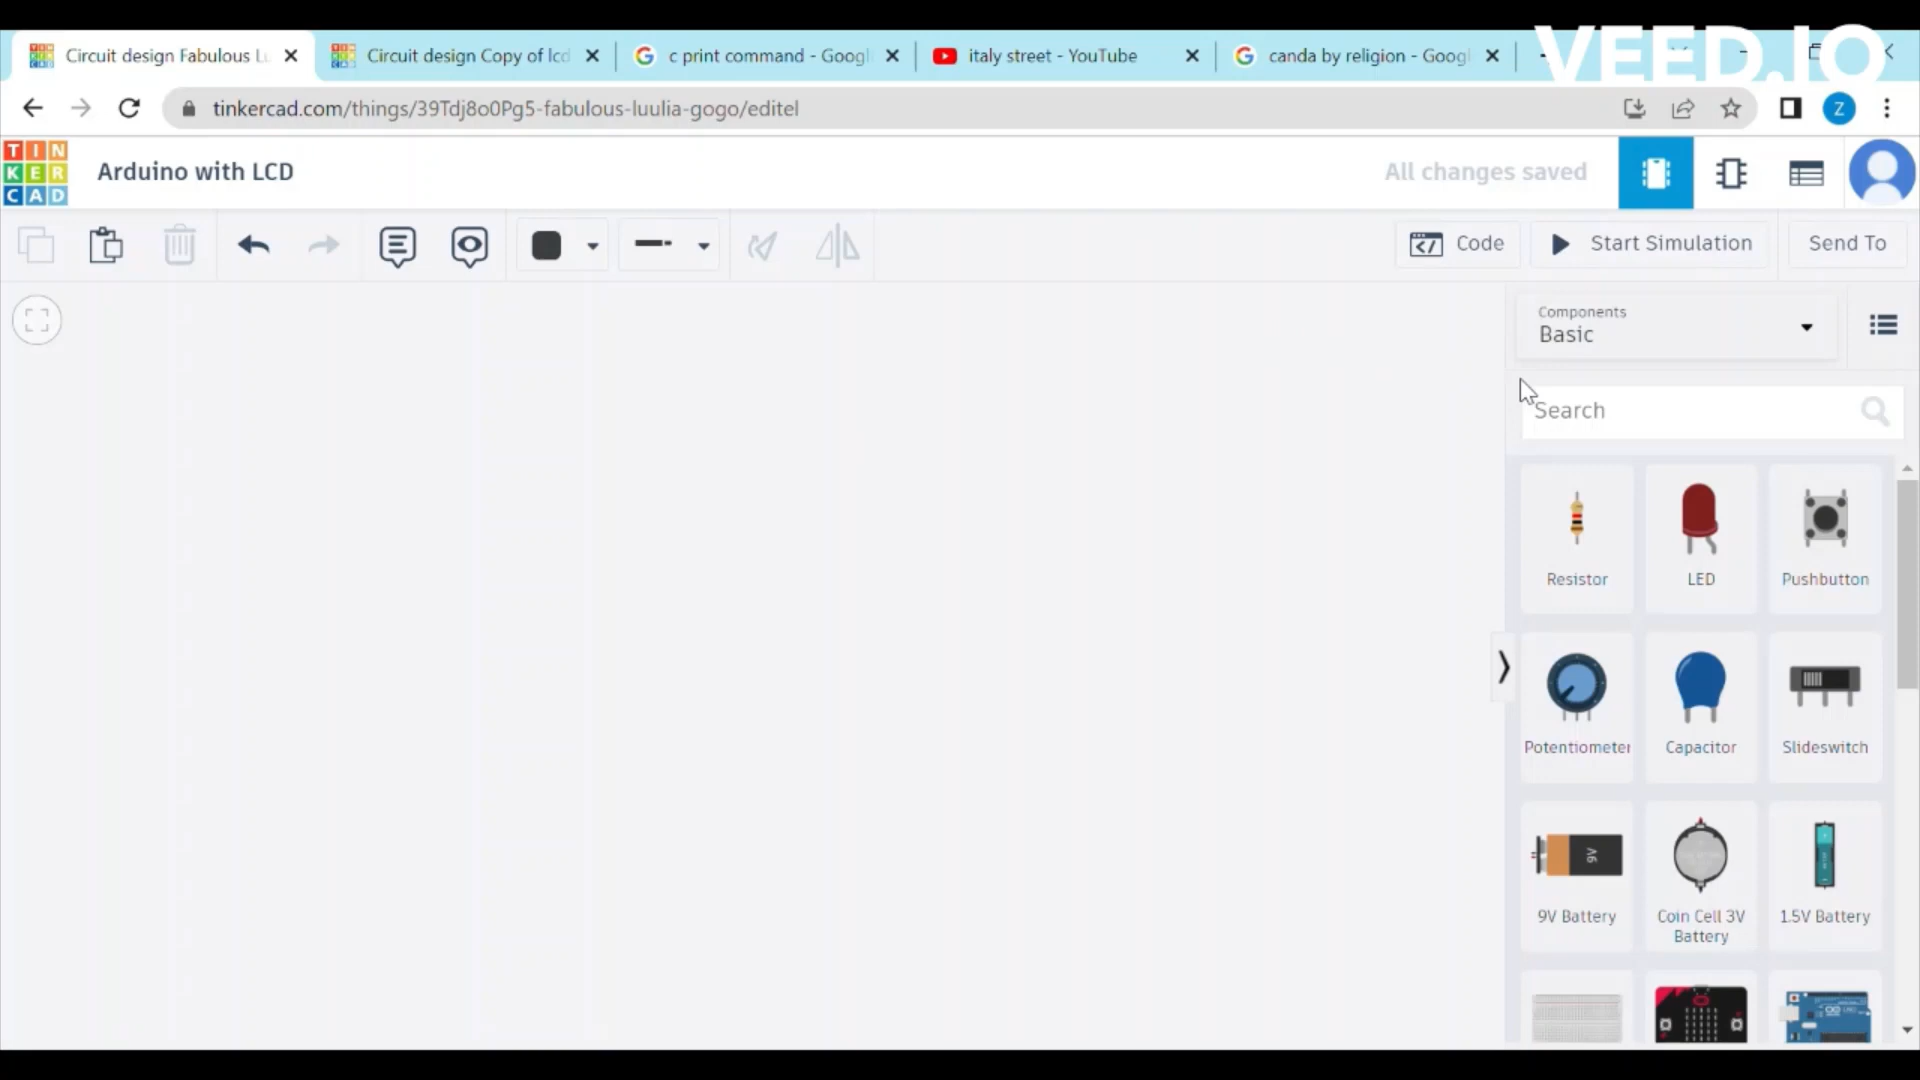 VEED.IO
Circuit design Fabulous Lu
Circuit design Copy of lcd
c print command - Googl
italy street - YouTube
canda by religion - Googl
tinkercad.com/things/39Tdj8o0Pg5-fabulous-luulia-gogo/editel
Z
TIN
KER
CAD
Arduino with LCD
All changes saved
Code
Start Simulation
Send To
Components
Basic
Search
Resistor
LED
Pushbutton
Potentiometer
Capacitor
Slideswitch
9V
9V Battery
Coin Cell 3V
Battery
1.5V Battery